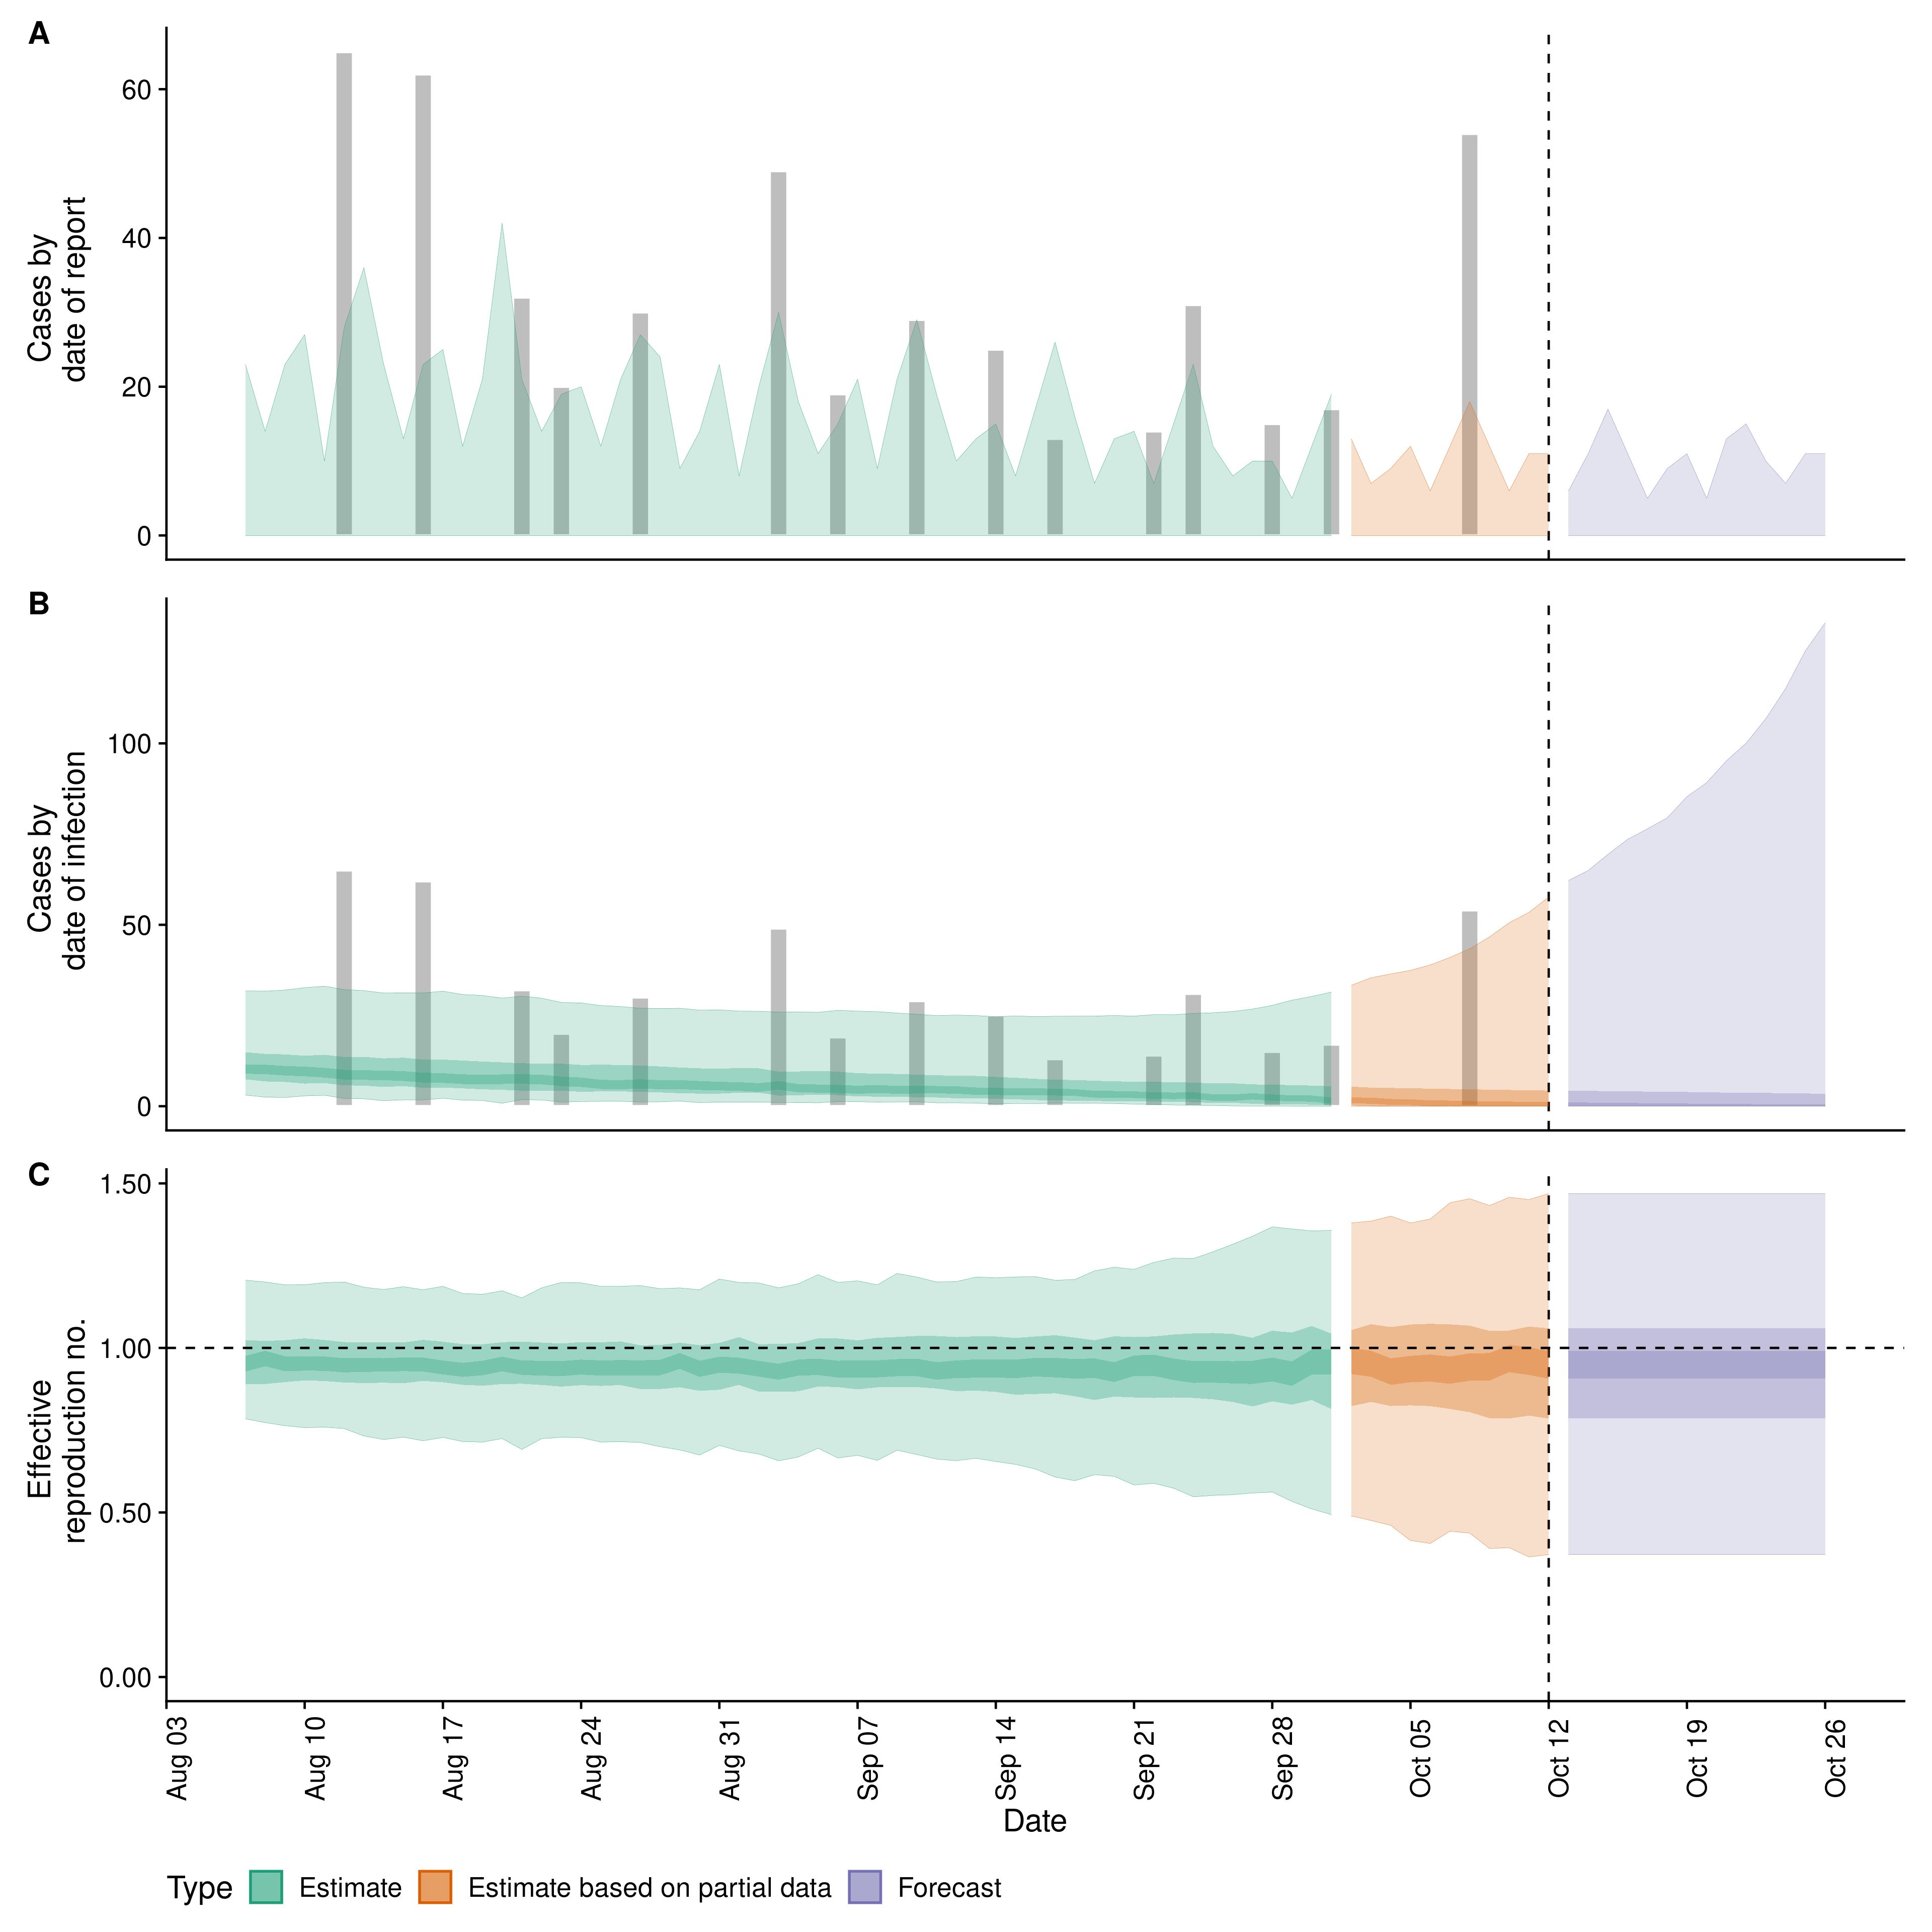 A
Cases by
date of report
60
40
20
0
B
Cases by
date of infection
100
50
0
C
Effective
reproduction no.
1.50
1.00
0.50
0.00
Aug 03
Aug 10
Aug 17
Aug 24
Aug 31
Sep 07
Sep 14
Sep 21
Sep 28
Oct 05
Oct 12
Oct 19
Oct 26
Date
Type Estimate Estimate based on partial data Forecast